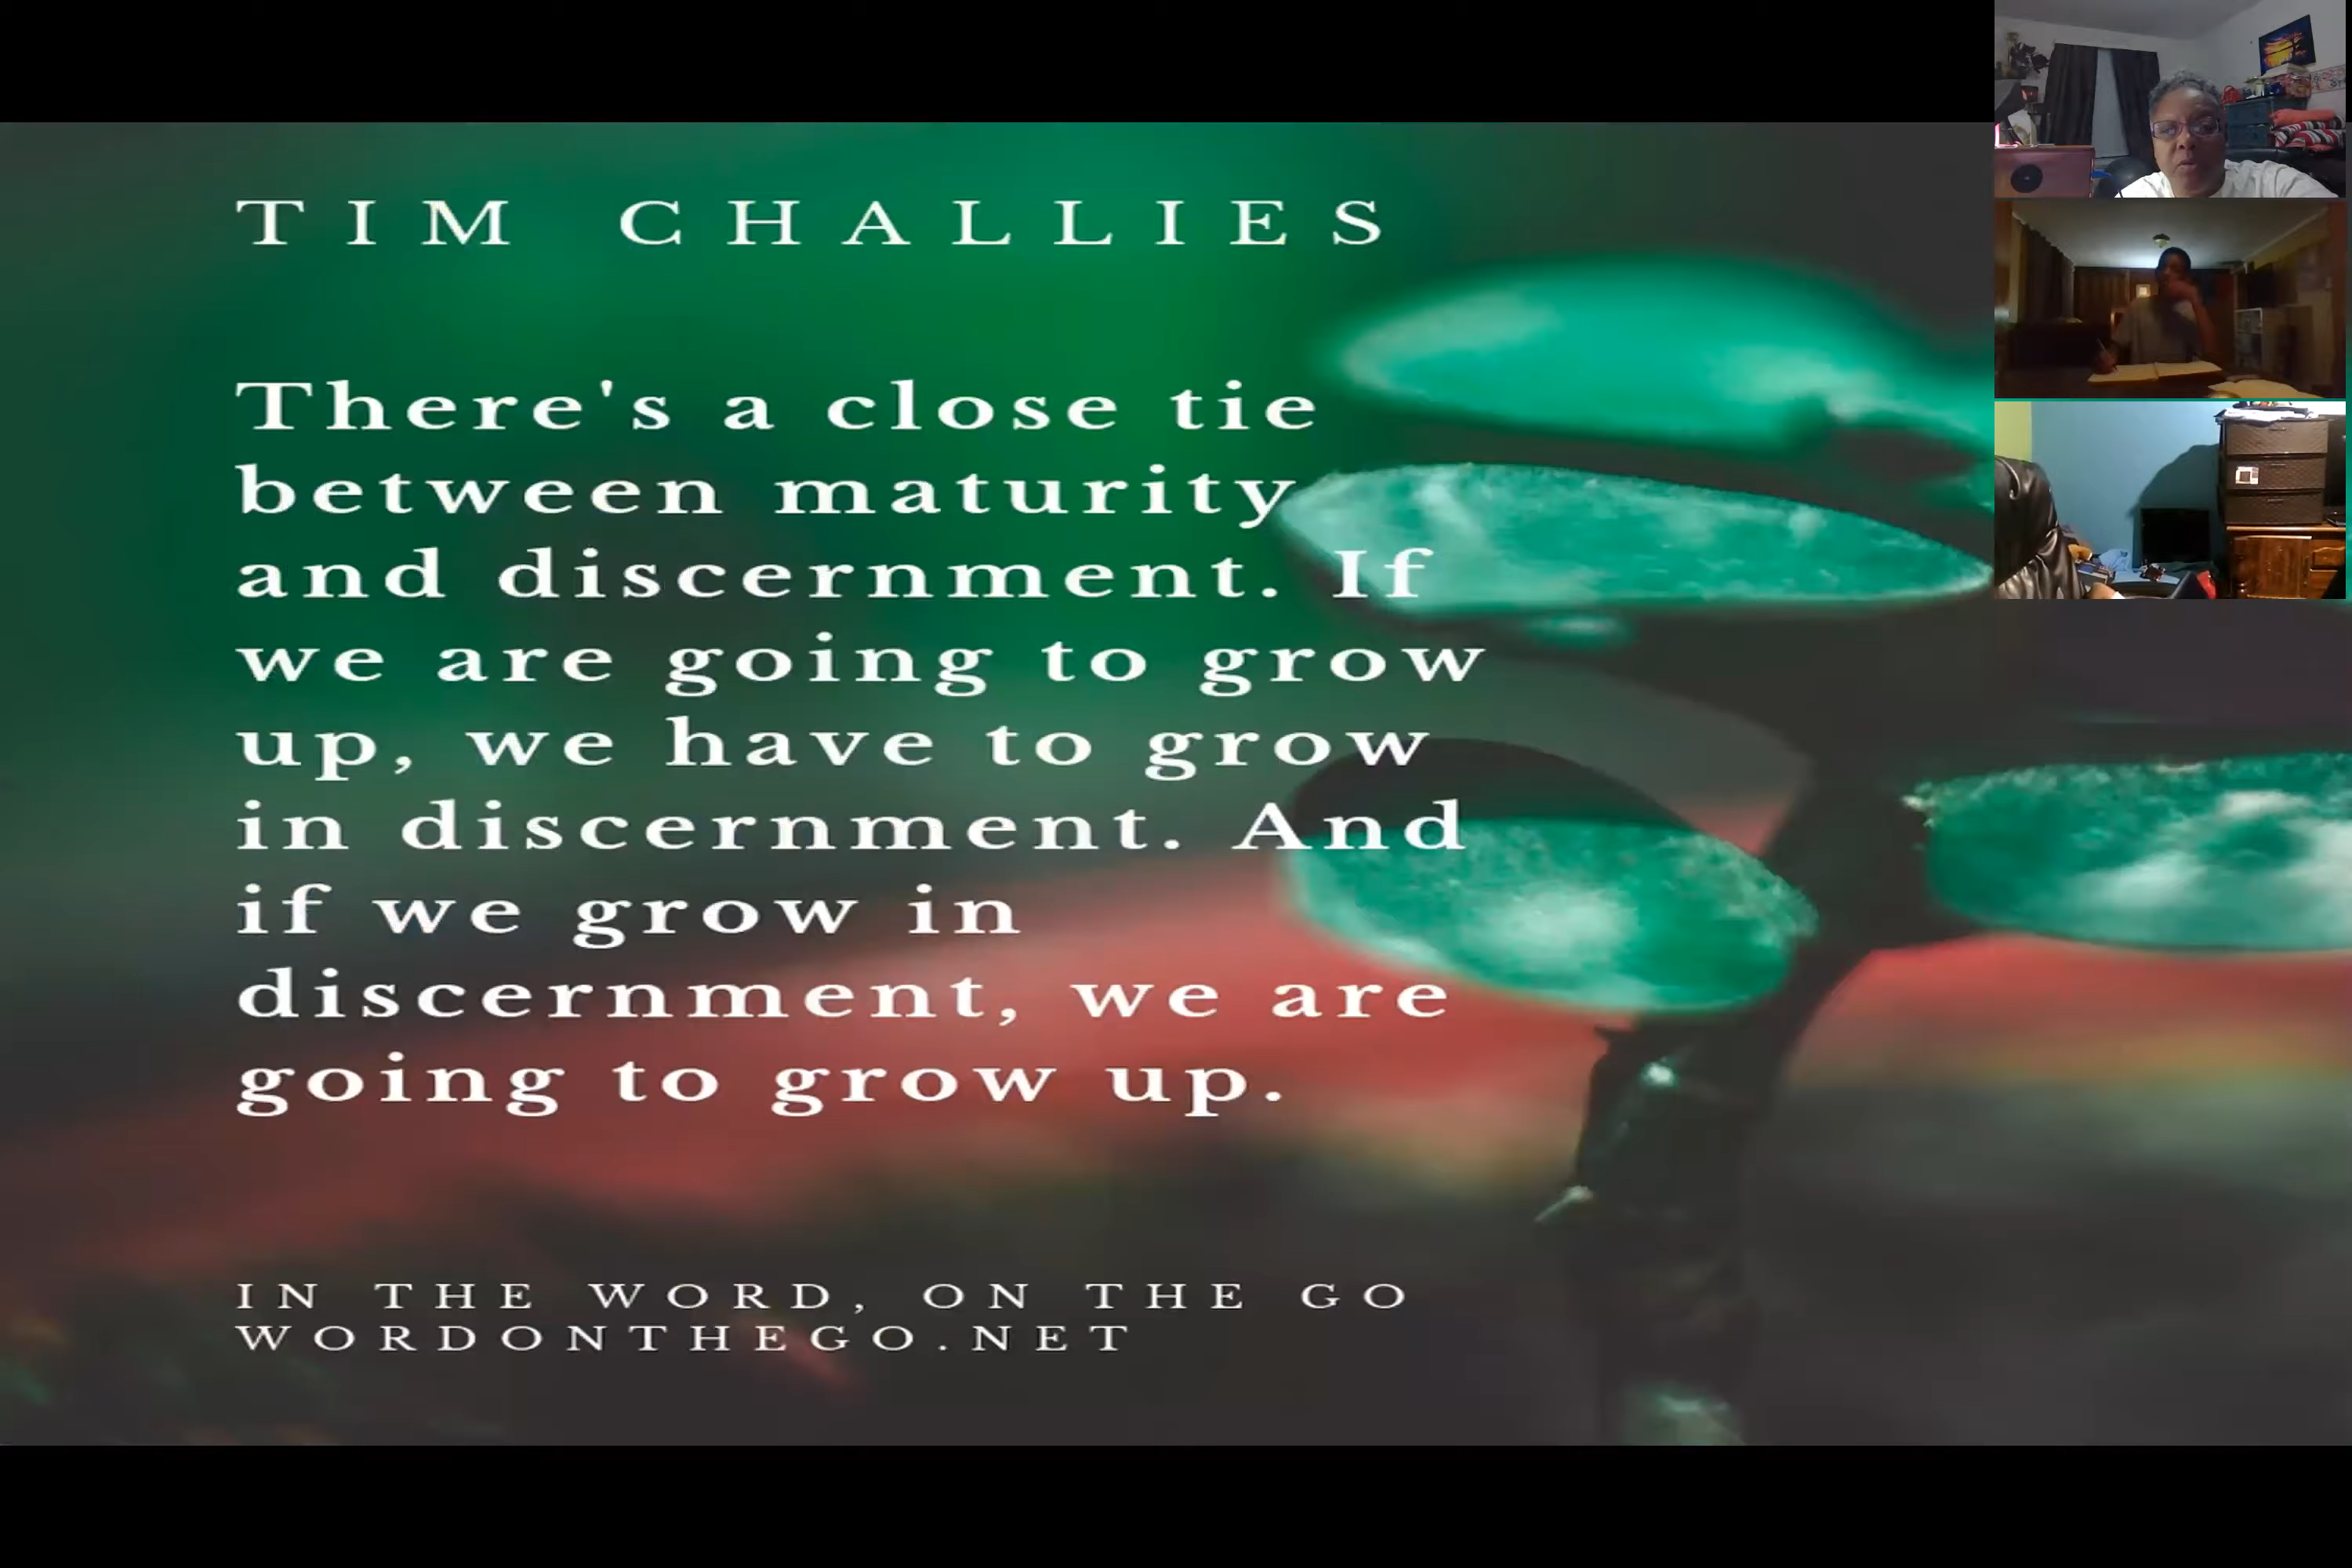 TIM CHALLIES
There's a close tie
between maturity
and discernment. If
we are going to grow
up, we have to grow
in discernment. And
if we grow in
discernment, we are
going to grow up.
IN THE WORD, ON THE GO
WORDONTHEGO.NET